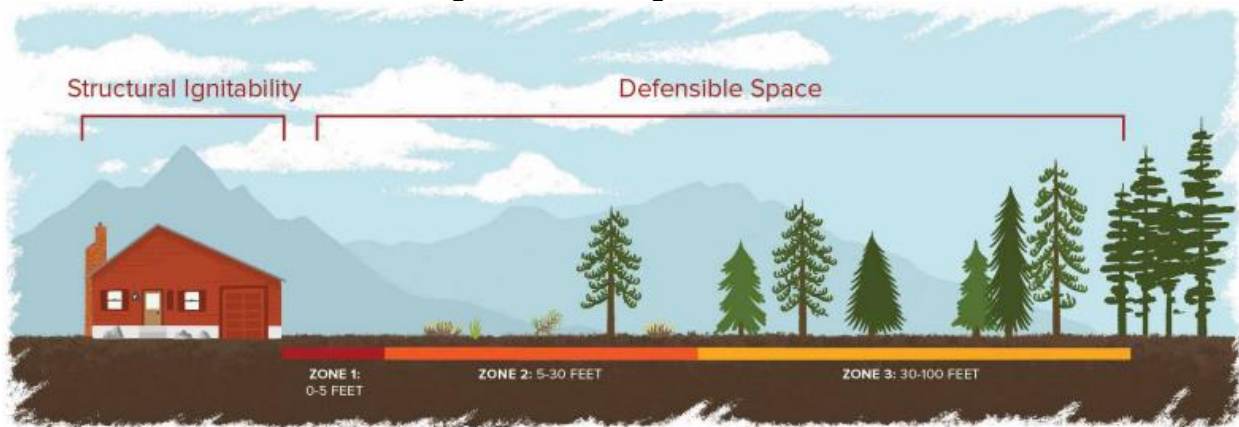 Structural Ignitability
Defensible Space
ZONE 1:
0-5 FEET
ZONE 2: 5-30 FEET
ZONE 3: 30-100 FEET